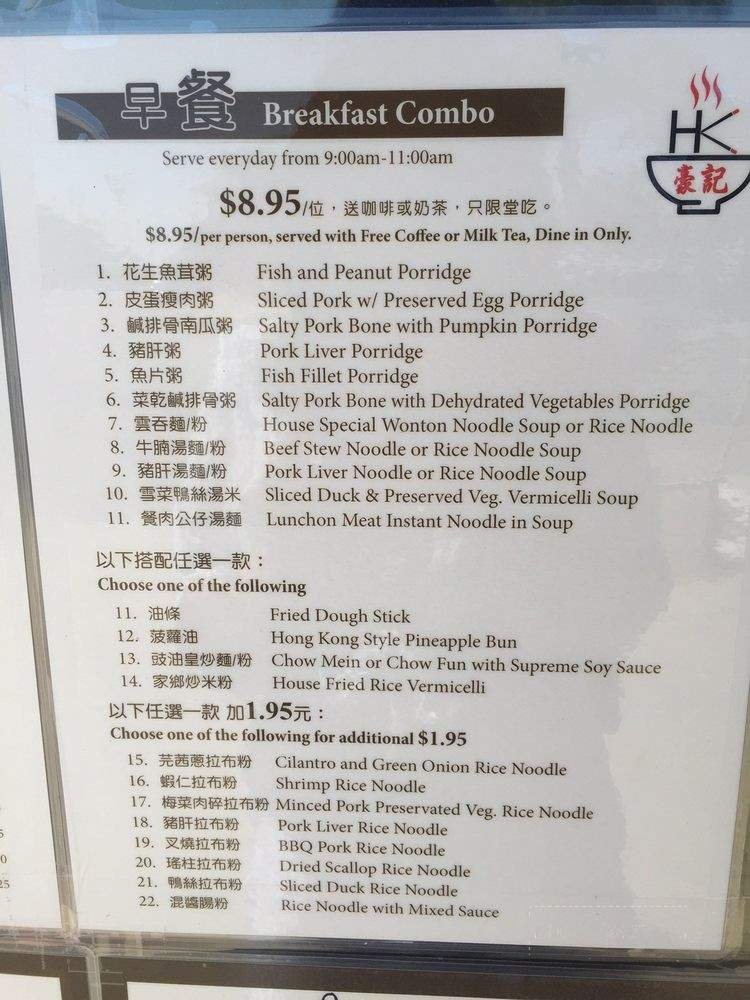 早餐 Breakfast Combo
HK
豪記
Serve everyday from 9:00am-11:00am
$8.95/位，送咖啡或奶茶，只限堂吃。
$8.95/per person, served with Free Coffee or Milk Tea, Dine in Only.
1. 花生魚茸粥 Fish and Peanut Porridge
2. 皮蛋瘦肉粥 Sliced Pork w/ Preserved Egg Porridge
3. 鹹排骨南瓜粥 Salty Pork Bone with Pumpkin Porridge
4. 豬肝粥 Pork Liver Porridge
5. 魚片粥 Fish Fillet Porridge
6. 菜乾鹹排骨粥 Salty Pork Bone with Dehydrated Vegetables Porridge
7. 雲吞麵/粉 House Special Wonton Noodle Soup or Rice Noodle
8. 牛腩湯麵/粉 Beef Stew Noodle or Rice Noodle Soup
9. 豬肝湯麵/粉 Pork Liver Noodle or Rice Noodle Soup
10. 雪菜鴨絲湯米 Sliced Duck & Preserved Veg. Vermicelli Soup
11. 餐肉公仔湯麵 Lunchon Meat Instant Noodle in Soup
以下搭配任選一款：
Choose one of the following
11. 油條 Fried Dough Stick
12. 菠蘿油 Hong Kong Style Pineapple Bun
13. 豉油皇炒麵/粉 Chow Mein or Chow Fun with Supreme Soy Sauce
14. 家鄉炒米粉 House Fried Rice Vermicelli
以下任選一款 加1.95元：
Choose one of the following for additional $1.95
15. 芫茜蔥拉布粉 Cilantro and Green Onion Rice Noodle
16. 蝦仁拉布粉 Shrimp Rice Noodle
17. 梅菜肉碎拉布粉 Minced Pork Preservated Veg. Rice Noodle
18. 豬肝拉布粉 Pork Liver Rice Noodle
19. 叉燒拉布粉 BBQ Pork Rice Noodle
20. 瑤柱拉布粉 Dried Scallop Rice Noodle
21. 鴨絲拉布粉 Sliced Duck Rice Noodle
22. 混醬腸粉 Rice Noodle with Mixed Sauce